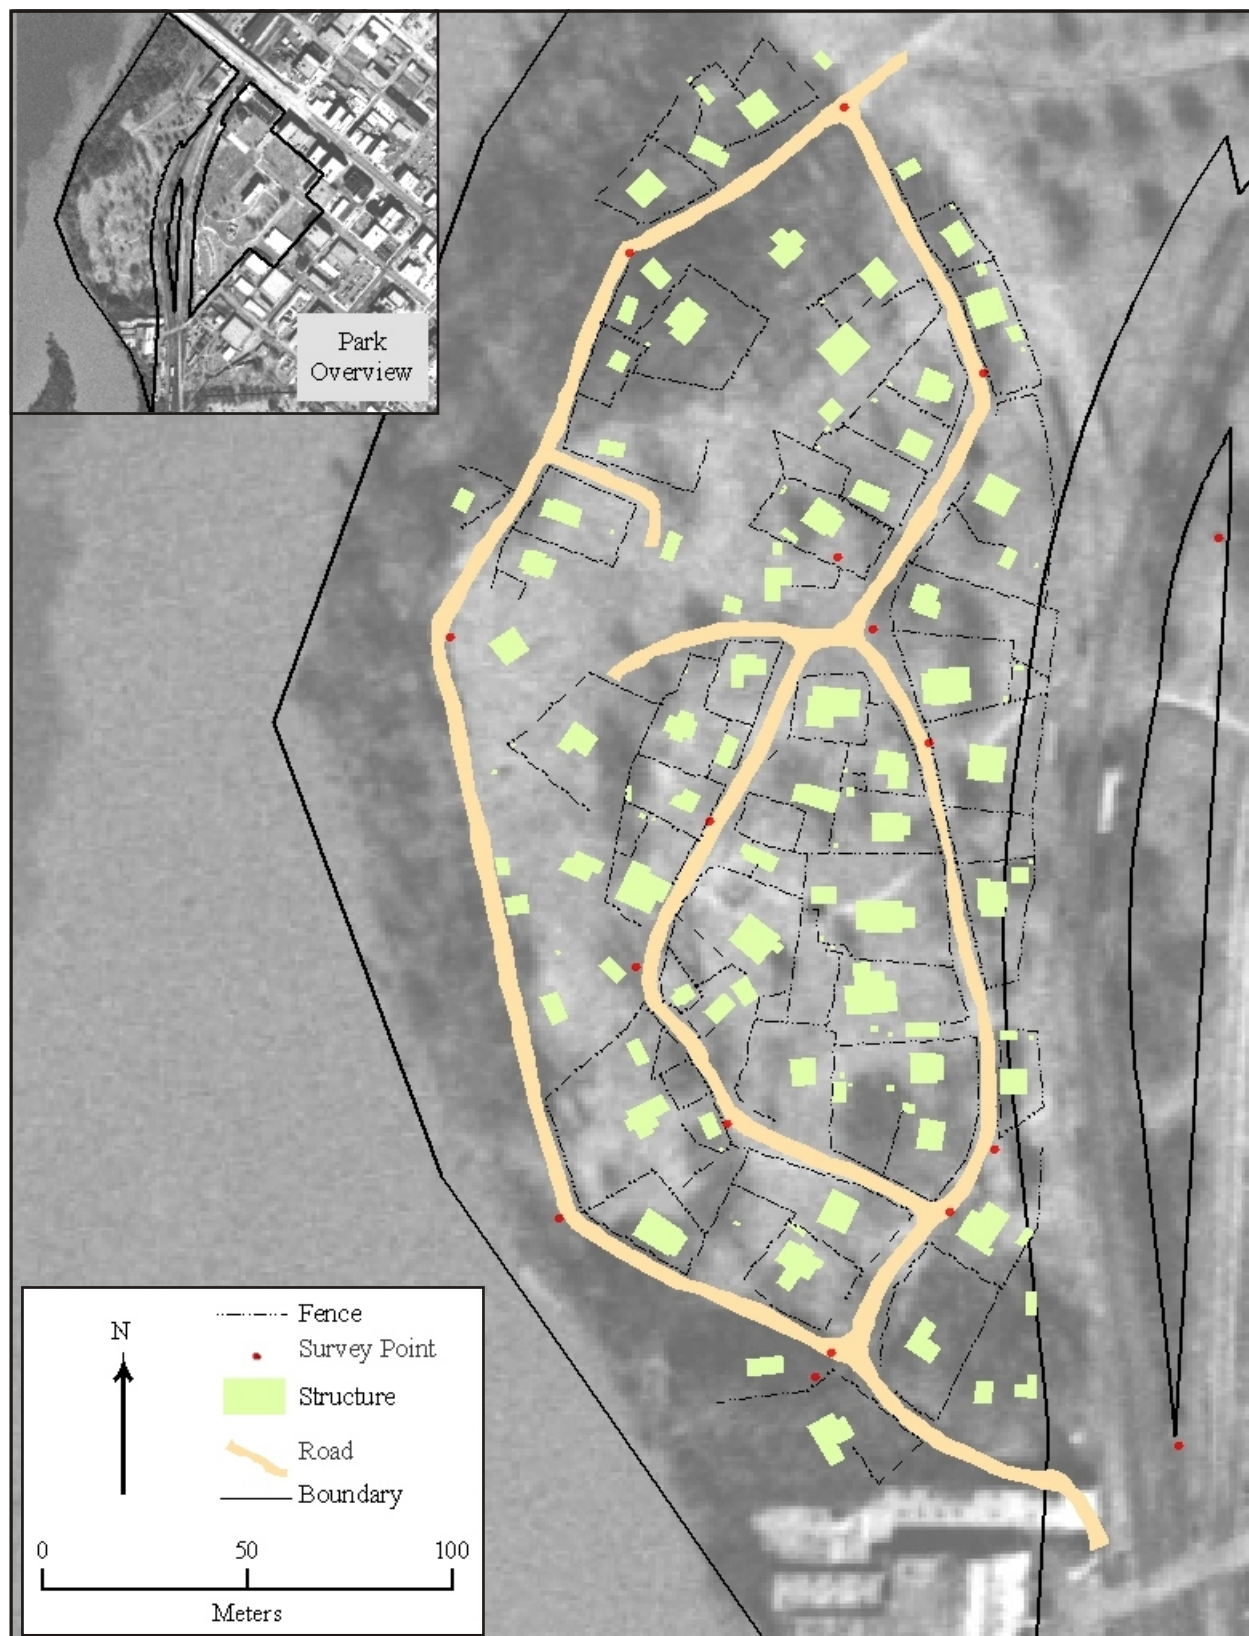 Park
Overview
N
Fence
Survey Point
Structure
Road
Boundary
0 50 100
Meters